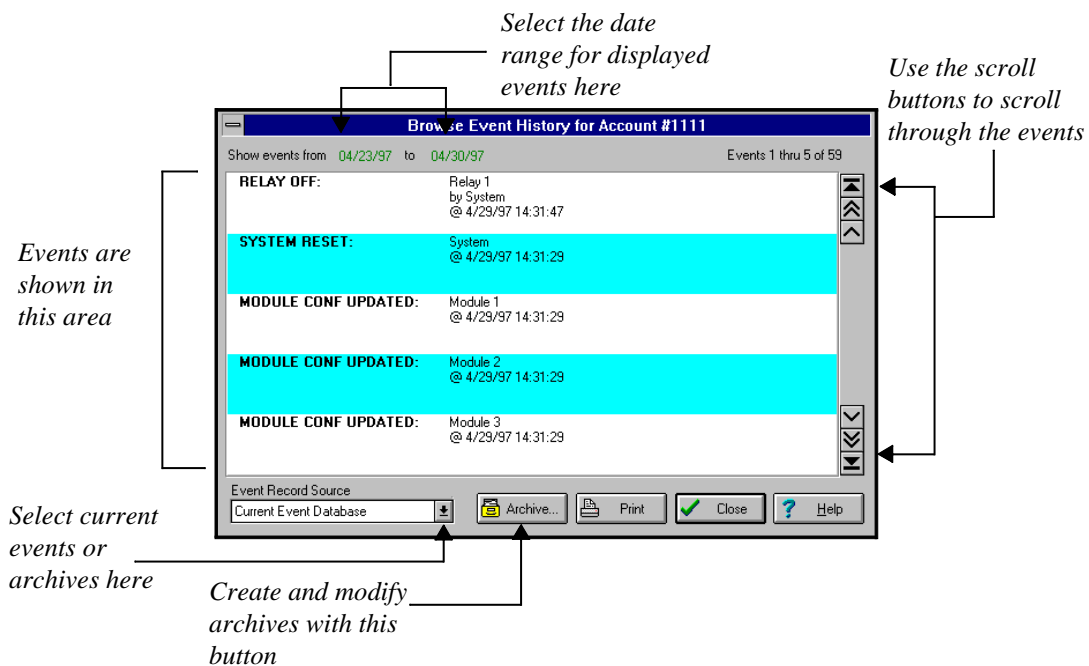 Select the date
range for displayed
events here
Use the scroll
buttons to scroll
through the events
Browse Event History for Account #1111
Show events from 04/23/97 to 04/30/97
Events 1 thru 5 of 59
RELAY OFF: Relay 1
by System
@ 4/29/97 14:31:47
SYSTEM RESET: System
@ 4/29/97 14:31:29
MODULE CONF UPDATED: Module 1
@ 4/29/97 14:31:29
MODULE CONF UPDATED: Module 2
@ 4/29/97 14:31:29
MODULE CONF UPDATED: Module 3
@ 4/29/97 14:31:29
Events are
shown in
this area
Event Record Source
Current Event Database
Archive... Print Close Help
Select current
events or
archives here
Create and modify
archives with this
button